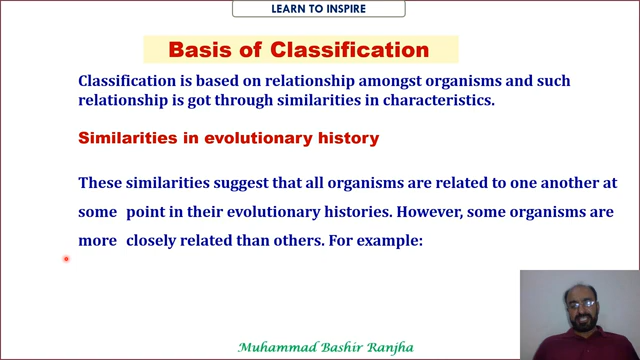 LEARN TO INSPIRE
Basis of Classification
Classification is based on relationship amongst organisms and such
relationship is got through similarities in characteristics.
Similarities in evolutionary history
These similarities suggest that all organisms are related to one another at
some point in their evolutionary histories. However, some organisms are
more closely related than others. For example:
Muhammad Bashir Ranjha